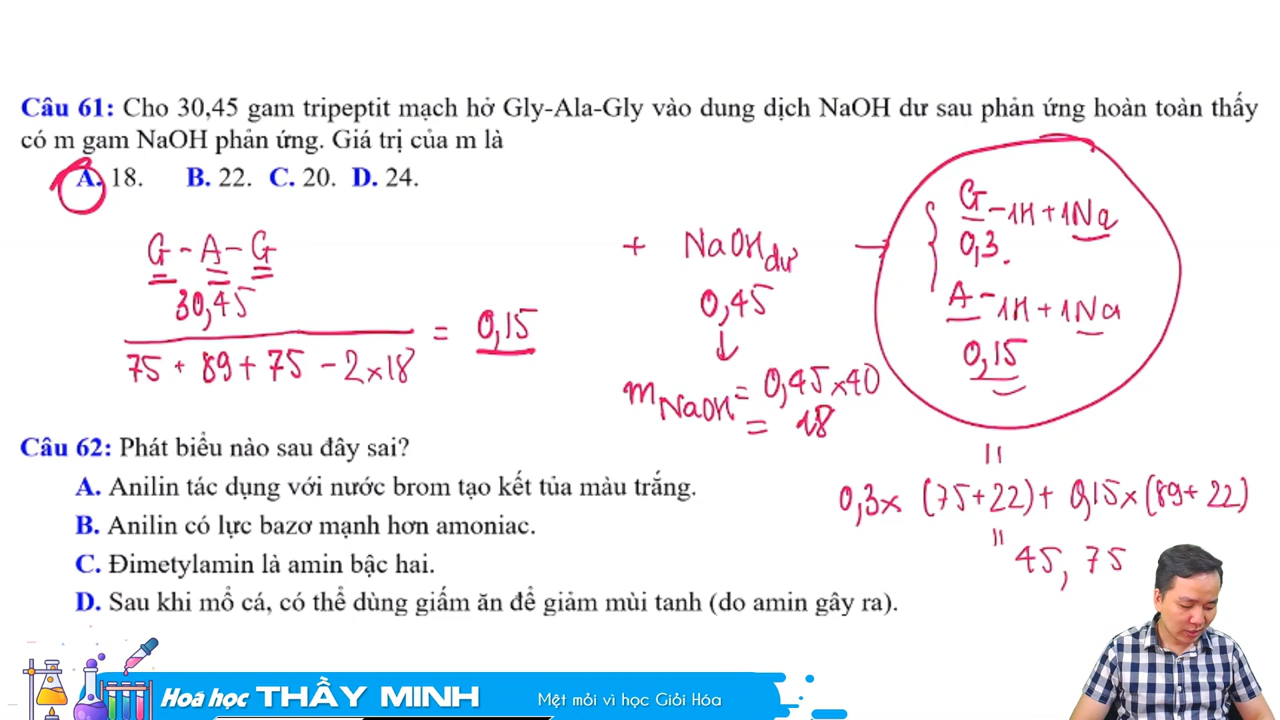 Câu 61: Cho 30,45 gam tripeptit mạch hở Gly-Ala-Gly vào dung dịch NaOH dư sau phản ứng hoàn toàn thấy
có m gam NaOH phản ứng. Giá trị của m là
A. 18. B. 22. C. 20. D. 24.
G - A - G + NaOH dư → { G - 1H + 1Na
30,45 0,45 0,3.
75 + 89 + 75 - 2 x 18 = 0,15
A - 1H + 1Na
0,15
↓
mNaOH = 0,45 x 40
= 18
=
0,3 x (75 + 22) + 0,15 x (89 + 22)
= 45,75
Câu 62: Phát biểu nào sau đây sai?
A. Anilin tác dụng với nước brom tạo kết tủa màu trắng.
B. Anilin có lực bazơ mạnh hơn amoniac.
C. Đimetylamin là amin bậc hai.
D. Sau khi mổ cá, có thể dùng giấm ăn để giảm mùi tanh (do amin gây ra).
Hoá học THẦY MINH Mệt mỏi vì học Giỏi Hóa